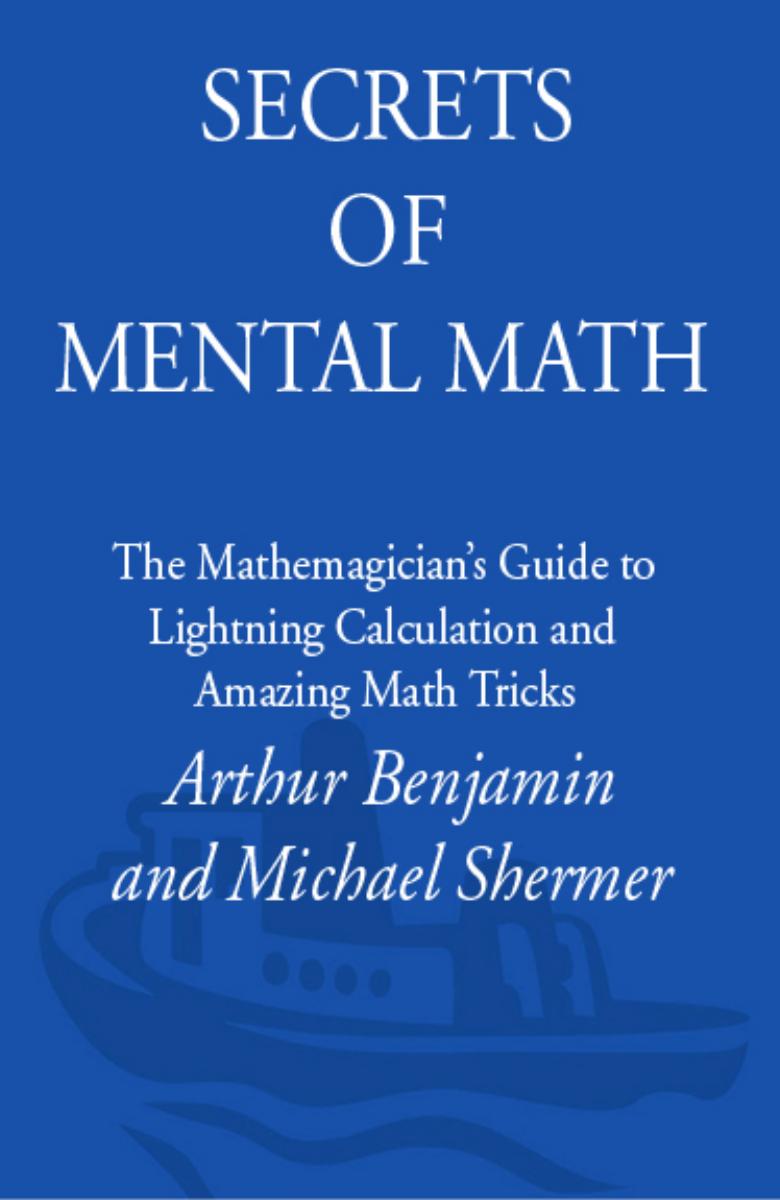 SECRETS
OF
MENTAL MATH
The Mathemagician’s Guide to
Lightning Calculation and
Amazing Math Tricks
Arthur Benjamin
and Michael Shermer